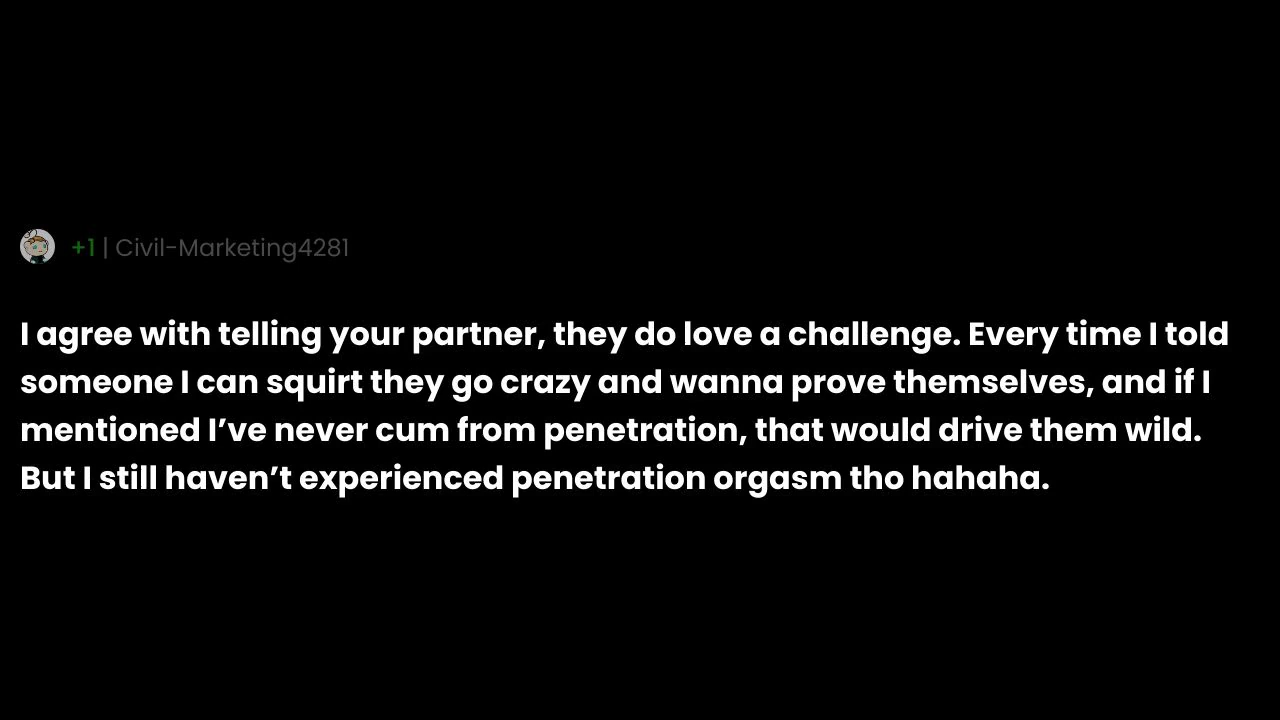 +1 | Civil-Marketing4281
I agree with telling your partner, they do love a challenge. Every time I told
someone I can squirt they go crazy and wanna prove themselves, and if I
mentioned I’ve never cum from penetration, that would drive them wild.
But I still haven’t experienced penetration orgasm tho hahaha.